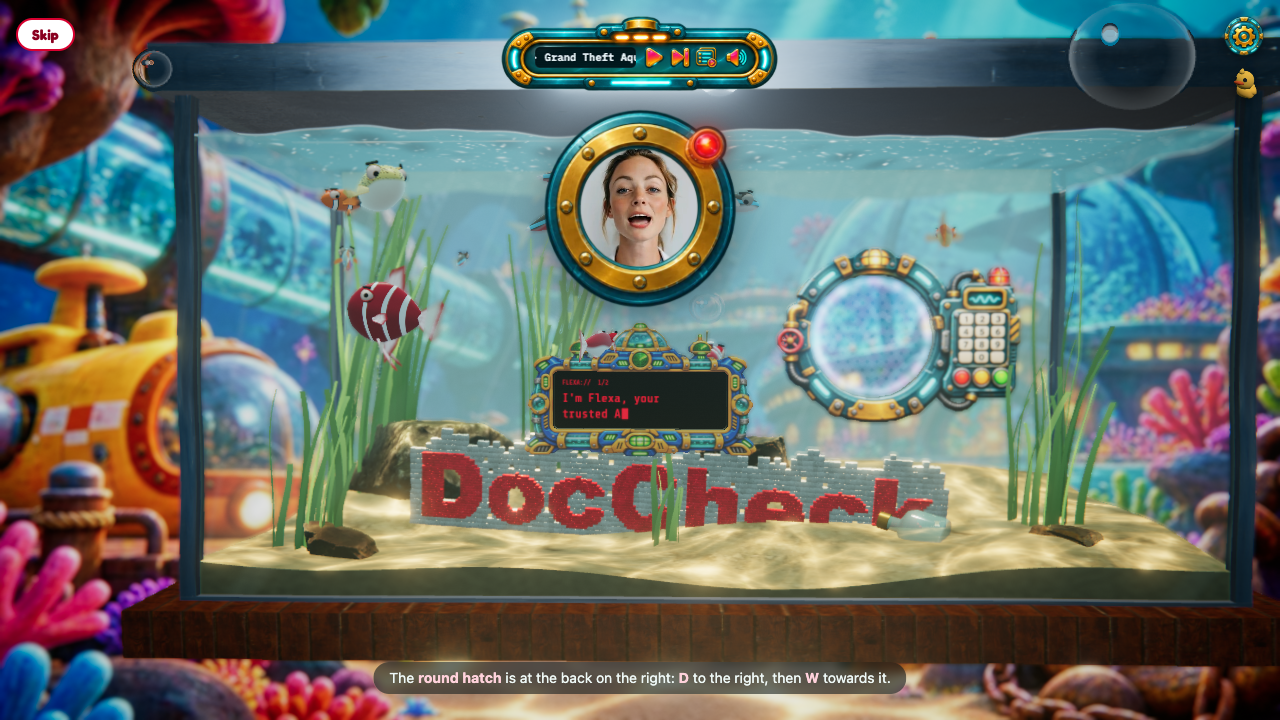 Skip
Grand Theft Aqu
FLEXA:// 1/2
I'm Flexa, your
trusted A
DocCheck
The round hatch is at the back on the right: D to the right, then W towards it.